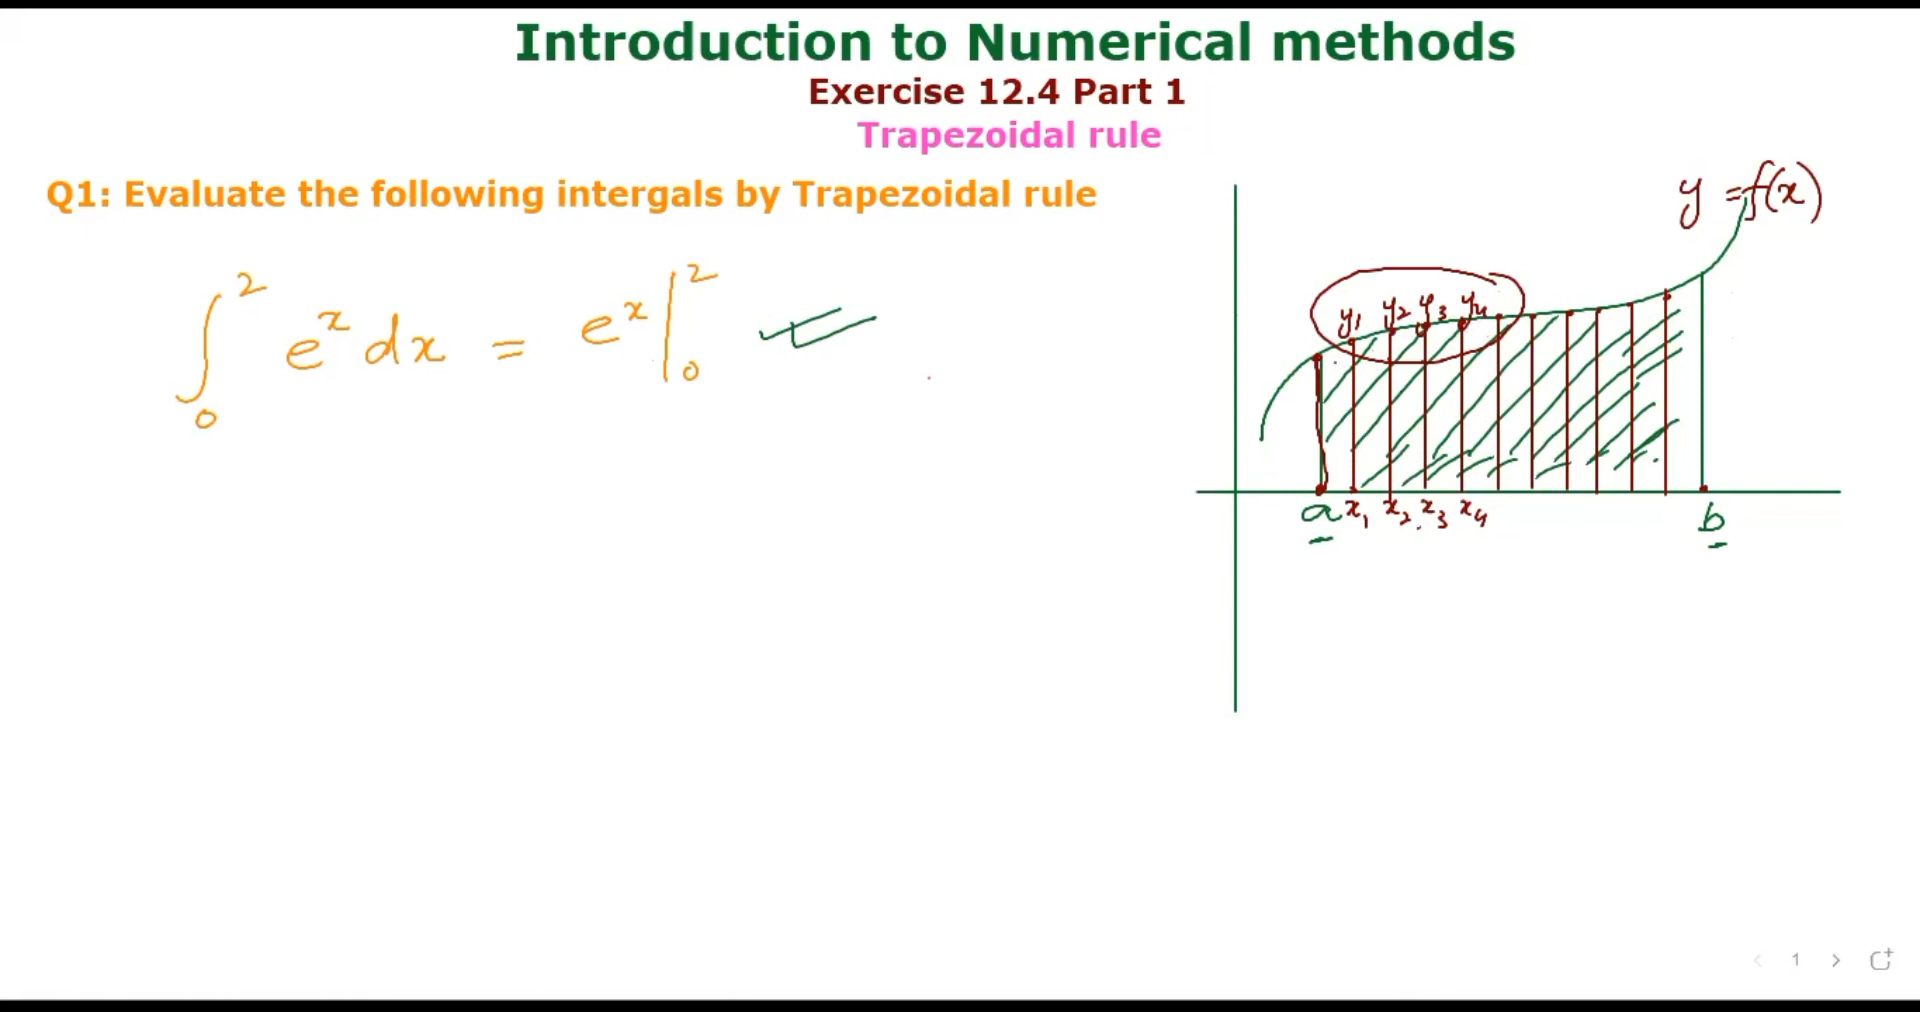 Introduction to Numerical methods
Exercise 12.4 Part 1
Trapezoidal rule
Q1: Evaluate the following intergals by Trapezoidal rule
∫₀² eˣ dx = eˣ |₀²
y = f(x)
y₁ y₂ y₃ y₄
a x₁ x₂ x₃ x₄ b
1